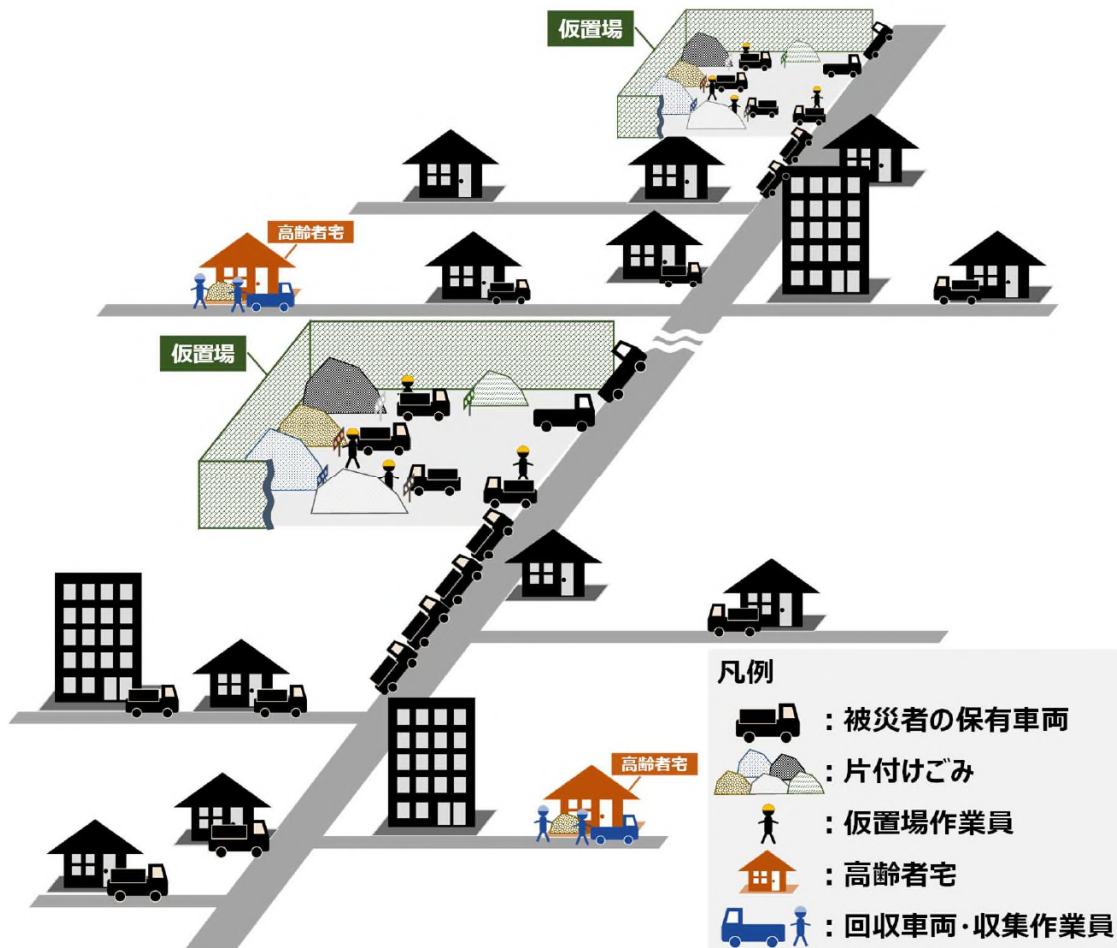 仮置場
高齢者宅
仮置場
高齢者宅
凡例
：被災者の保有車両
：片付けごみ
：仮置場作業員
：高齢者宅
：回収車両・収集作業員